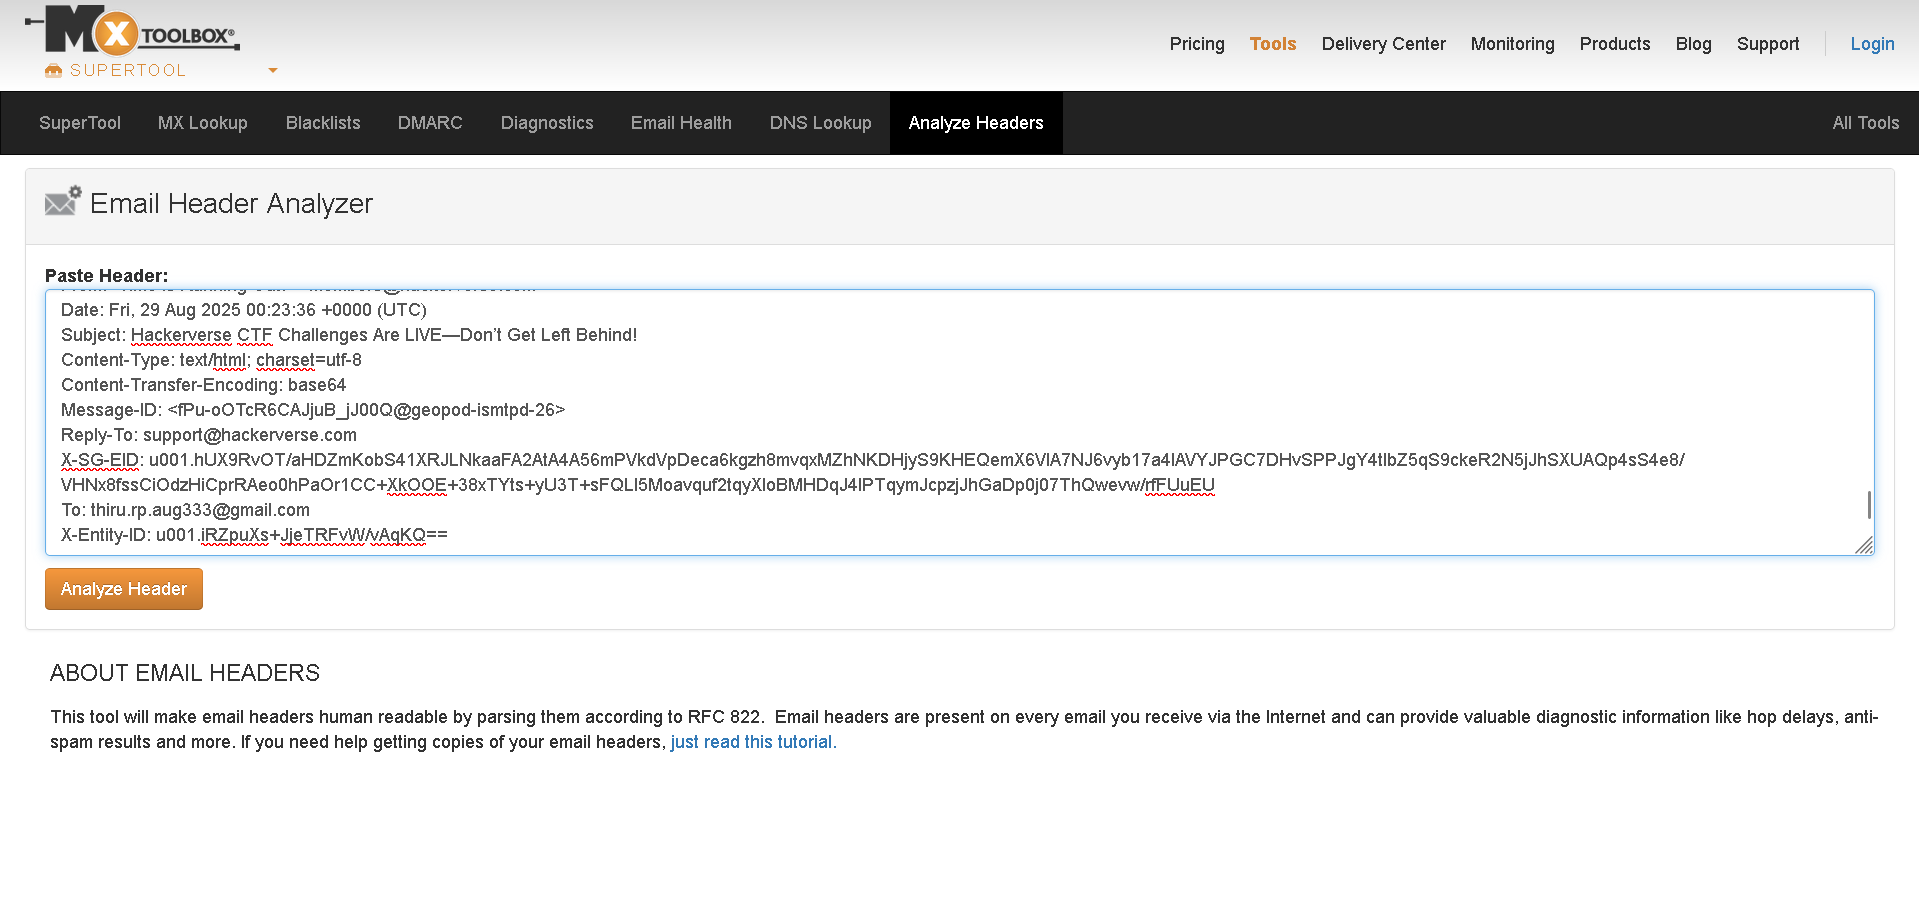 MX TOOLBOX®
SUPERTOOL
Pricing
Tools
Delivery Center
Monitoring
Products
Blog
Support
Login
SuperTool
MX Lookup
Blacklists
DMARC
Diagnostics
Email Health
DNS Lookup
Analyze Headers
All Tools
Email Header Analyzer
Paste Header:
Date: Fri, 29 Aug 2025 00:23:36 +0000 (UTC)
Subject: Hackerverse CTF Challenges Are LIVE—Don’t Get Left Behind!
Content-Type: text/html; charset=utf-8
Content-Transfer-Encoding: base64
Message-ID: <fPu-oOTcR6CAJjuB_jJ00Q@geopod-ismtpd-26>
Reply-To: support@hackerverse.com
X-SG-EID: u001.hUX9RvOT/aHDZmKobS41XRJLNkaaFA2AtA4A56mPVkdVpDeca6kgzh8mvqxMZhNKDHjyS9KHEQemX6VlA7NJ6vyb17a4lAVYJPGC7DHvSPPJgY4tlbZ5qS9ckeR2N5jJhSXUAQp4sS4e8/
VHNx8fssCiOdzHiCprRAeo0hPaOr1CC+XkOOE+38xTYts+yU3T+sFQLI5Moavquf2tqyXloBMHDqJ4lPTqymJcpzjJhGaDp0j07ThQwevw/rfFUuEU
To: thiru.rp.aug333@gmail.com
X-Entity-ID: u001.iRZpuXs+JjeTRFvW/vAqKQ==
Analyze Header
ABOUT EMAIL HEADERS
This tool will make email headers human readable by parsing them according to RFC 822.  Email headers are present on every email you receive via the Internet and can provide valuable diagnostic information like hop delays, anti-
spam results and more. If you need help getting copies of your email headers, just read this tutorial.